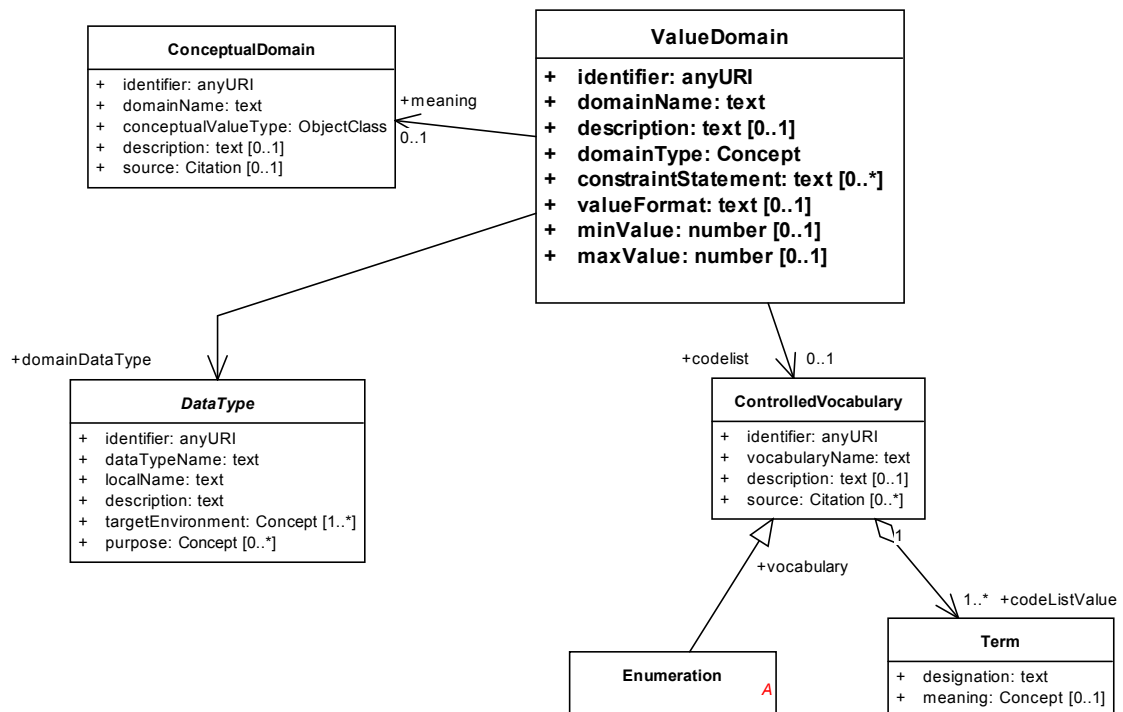 ConceptualDomain
+ identifier: anyURI
+ domainName: text
+ conceptualValueType: ObjectClass
+ description: text [0..1]
+ source: Citation [0..1]
+meaning
0..1
ValueDomain
+ identifier: anyURI
+ domainName: text
+ description: text [0..1]
+ domainType: Concept
+ constraintStatement: text [0..*]
+ valueFormat: text [0..1]
+ minValue: number [0..1]
+ maxValue: number [0..1]
+domainDataType
DataType
+ identifier: anyURI
+ dataTypeName: text
+ localName: text
+ description: text
+ targetEnvironment: Concept [1..*]
+ purpose: Concept [0..*]
+codelist 0..1
ControlledVocabulary
+ identifier: anyURI
+ vocabularyName: text
+ description: text [0..1]
+ source: Citation [0..*]
1
+vocabulary
1..* +codeListValue
Enumeration
A
Term
+ designation: text
+ meaning: Concept [0..1]